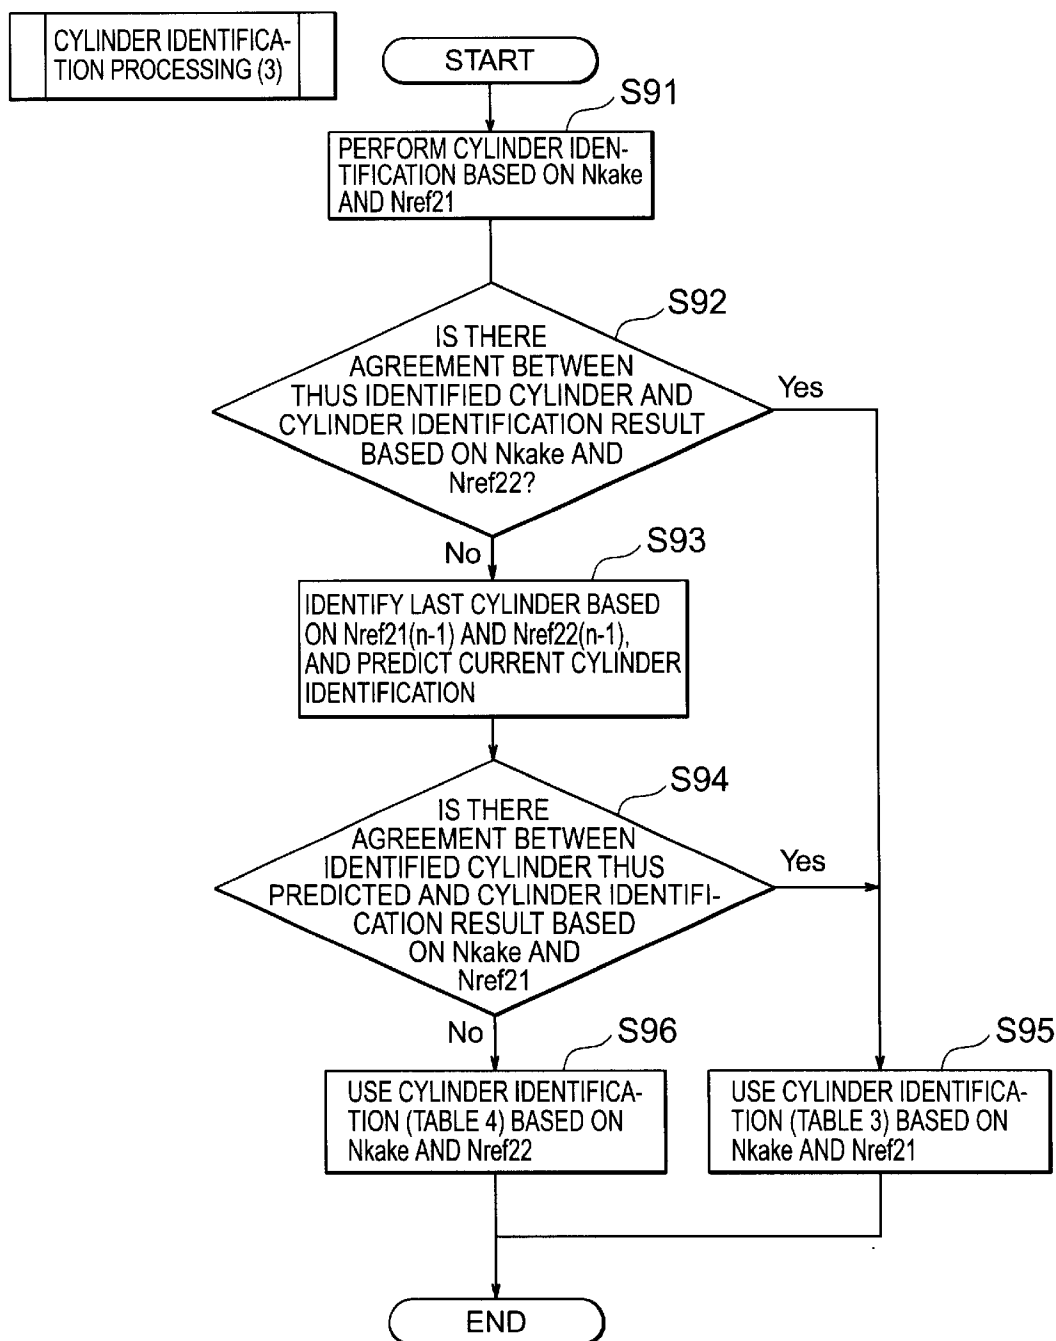 CYLINDER IDENTIFICA-
TION PROCESSING (3)
START
S91
PERFORM CYLINDER IDEN-
TIFICATION BASED ON Nkake
AND Nref21
S92
IS THERE
AGREEMENT BETWEEN
THUS IDENTIFIED CYLINDER AND
CYLINDER IDENTIFICATION RESULT
BASED ON Nkake AND
Nref22?
Yes
No
S93
IDENTIFY LAST CYLINDER BASED
ON Nref21(n-1) AND Nref22(n-1),
AND PREDICT CURRENT CYLINDER
IDENTIFICATION
S94
IS THERE
AGREEMENT BETWEEN
IDENTIFIED CYLINDER THUS
PREDICTED AND CYLINDER IDENTIFI-
CATION RESULT BASED
ON Nkake AND
Nref21
Yes
No
S96
USE CYLINDER IDENTIFICA-
TION (TABLE 4) BASED ON
Nkake AND Nref22
S95
USE CYLINDER IDENTIFICA-
TION (TABLE 3) BASED ON
Nkake AND Nref21
END